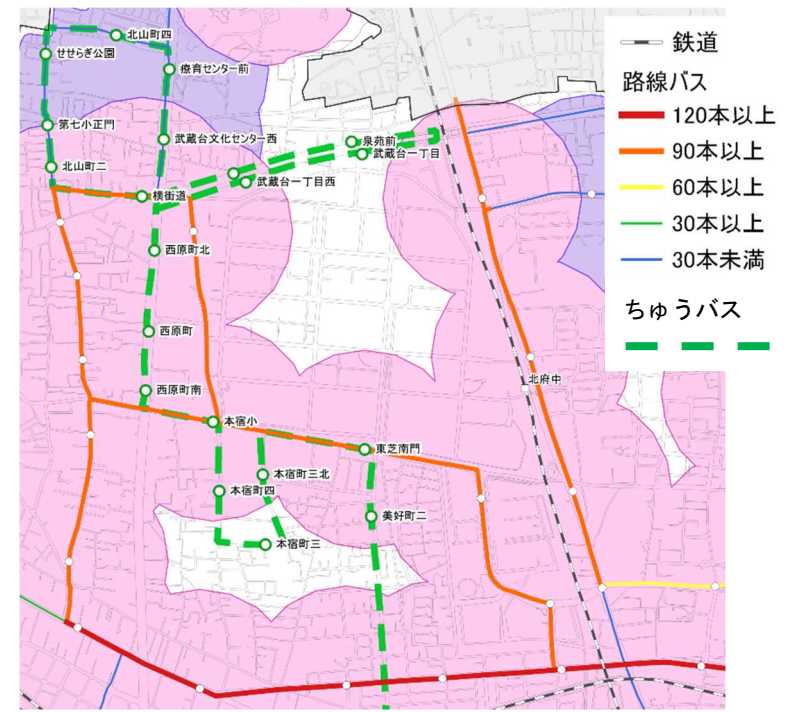 北山町四
せせらぎ公園
療育センター前
第七小正門
武蔵台文化センター西
泉苑前
武蔵台一丁目
北山町二
武蔵台一丁目西
横街道
西原町北
西原町
西原町南
本宿小
東芝南門
本宿町三北
本宿町四
美好町二
本宿町三
北府中
鉄道
路線バス
120本以上
90本以上
60本以上
30本以上
30本未満
ちゅうバス